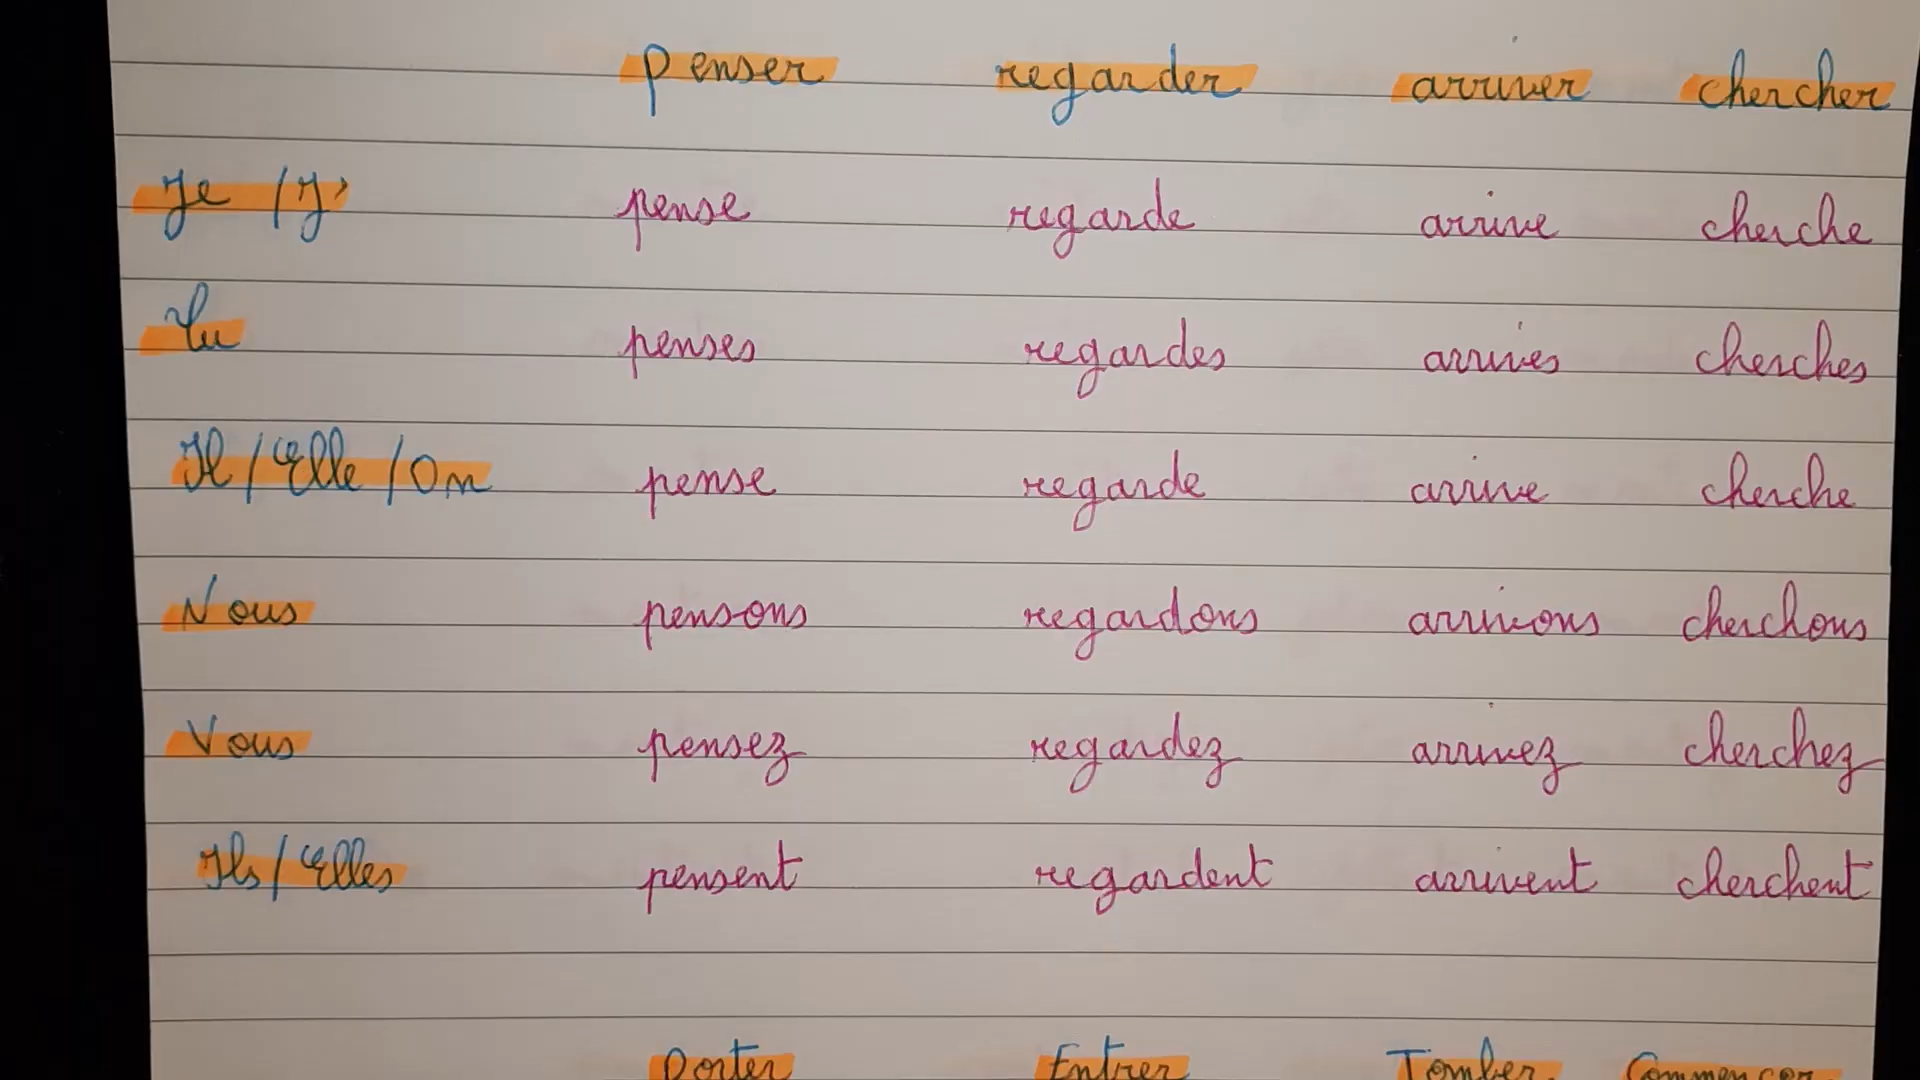 penser regarder arriver chercher
Je / J' pense regarde arrive cherche
Tu penses regardes arrives cherches
Il / Elle / On pense regarde arrive cherche
Nous pensons regardons arrivons cherchons
Vous pensez regardez arrivez cherchez
Ils / Elles pensent regardent arrivent cherchent
Porter Entrer Tomber Commencer